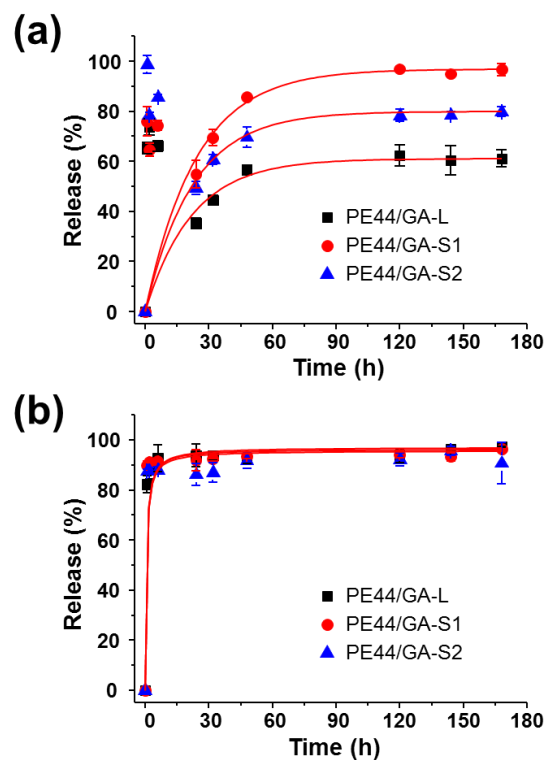 (a)
100
80
60
40
20
0
Release (%)
PE44/GA-L
PE44/GA-S1
PE44/GA-S2
0 30 60 90 120 150 180
Time (h)
(b)
100
80
60
40
20
0
Release (%)
PE44/GA-L
PE44/GA-S1
PE44/GA-S2
0 30 60 90 120 150 180
Time (h)